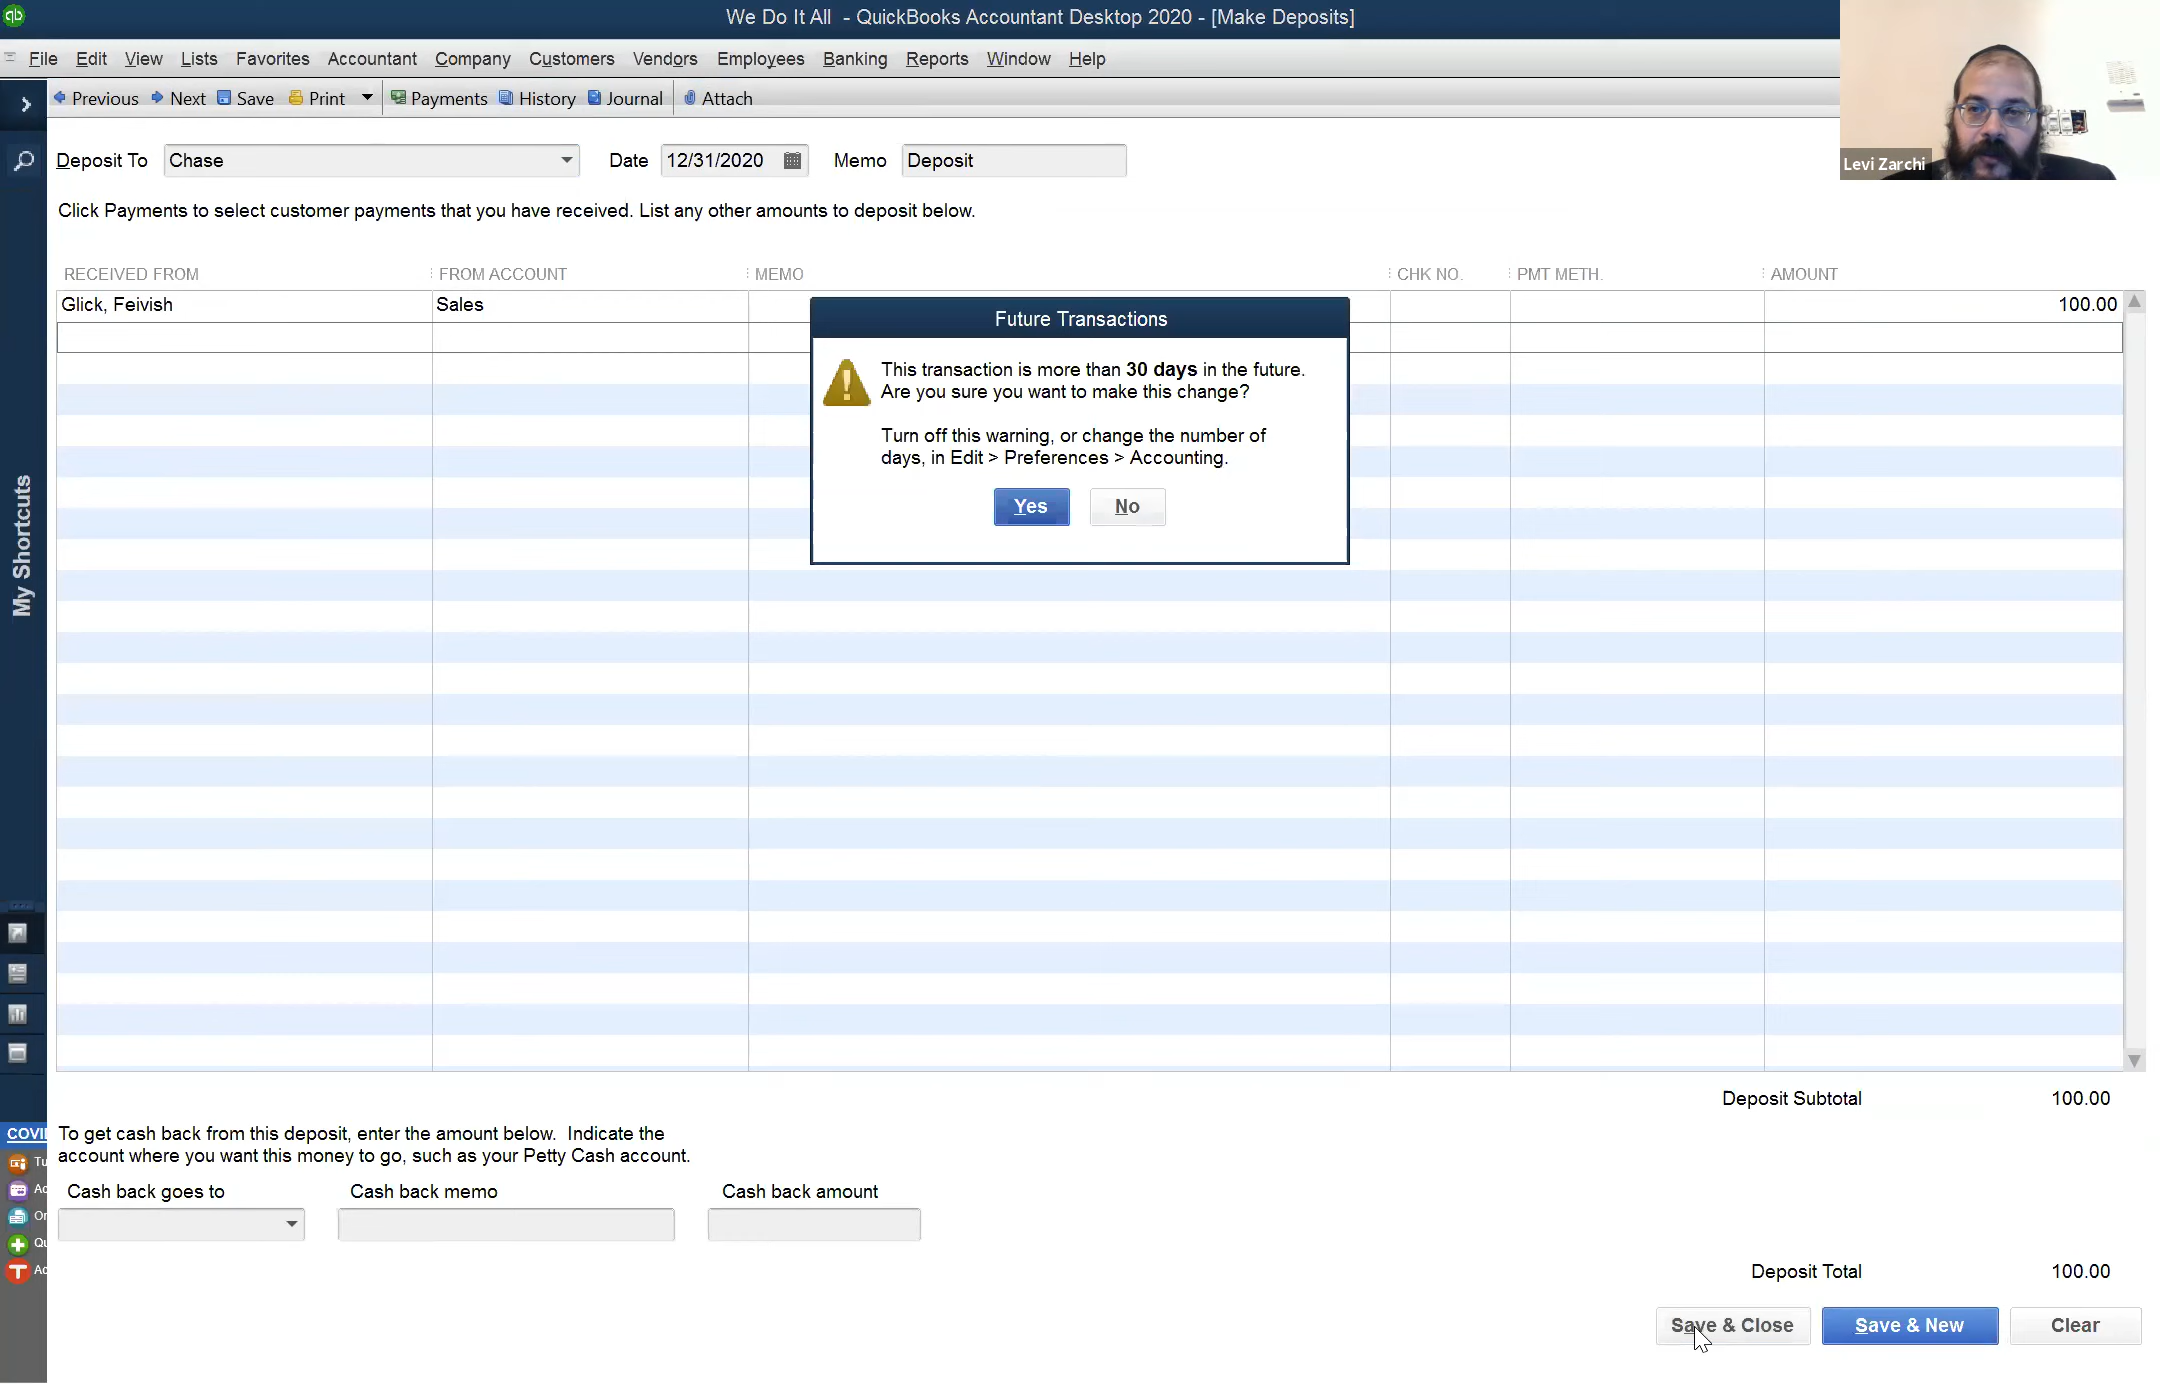 We Do It All  - QuickBooks Accountant Desktop 2020 - [Make Deposits]
File Edit View Lists Favorites Accountant Company Customers Vendors Employees Banking Reports Window Help
Previous Next Save Print Payments History Journal Attach
Levi Zarchi
Deposit To Chase Date 12/31/2020 Memo Deposit
Click Payments to select customer payments that you have received. List any other amounts to deposit below.
RECEIVED FROM FROM ACCOUNT MEMO CHK NO. PMT METH. AMOUNT
Glick, Feivish Sales 100.00
Future Transactions
This transaction is more than 30 days in the future.
Are you sure you want to make this change?
Turn off this warning, or change the number of
days, in Edit > Preferences > Accounting.
Yes No
My Shortcuts
Deposit Subtotal 100.00
COVI
To get cash back from this deposit, enter the amount below.  Indicate the
account where you want this money to go, such as your Petty Cash account.
Tu
Ac
Or
Qu
Ac
Cash back goes to Cash back memo Cash back amount
Deposit Total 100.00
Save & Close Save & New Clear